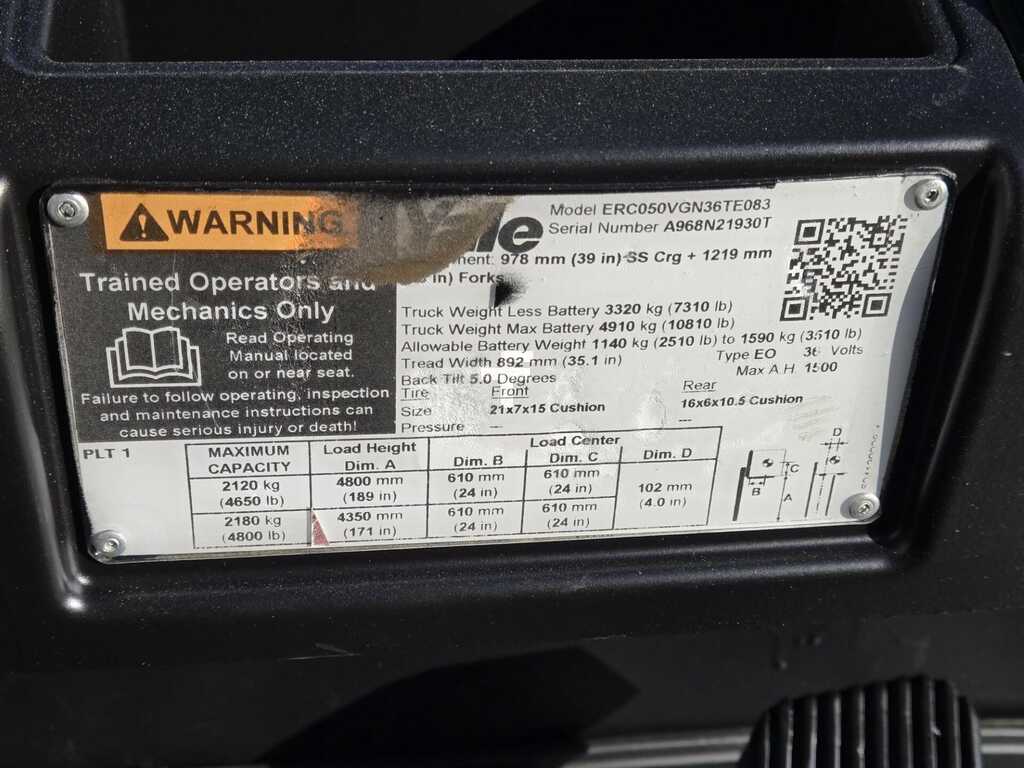 WARNING
Trained Operators and
Mechanics Only
Read Operating
Manual located
on or near seat.
Failure to follow operating, inspection
and maintenance instructions can
cause serious injury or death!
Yale
Model ERC050VGN36TE083
Serial Number A968N21930T
978 mm (39 in) SS Crg + 1219 mm
in) Forks
Truck Weight Less Battery 3320 kg (7310 lb)
Truck Weight Max Battery 4910 kg (10810 lb)
Allowable Battery Weight 1140 kg (2510 lb) to 1590 kg (3510 lb)
Tread Width 892 mm (35.1 in) Type EO 36 Volts
Back Tilt 5.0 Degrees Max A.H. 1500
Tire Front Rear
Size 21x7x15 Cushion 16x6x10.5 Cushion
Pressure --- ---
PLT 1
MAXIMUM CAPACITY Load Height Dim. A Load Center Dim. B Dim. C Dim. D
2120 kg (4650 lb) 4800 mm (189 in) 610 mm (24 in) 610 mm (24 in) 102 mm (4.0 in)
2180 kg (4800 lb) 4350 mm (171 in) 610 mm (24 in) 610 mm (24 in)
D
C
B
A